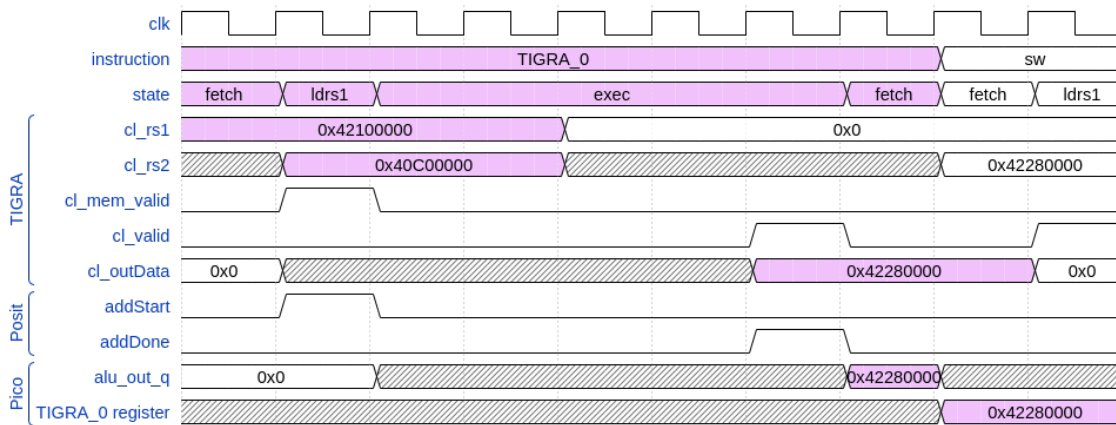 clk
instruction TIGRA_0 sw
state fetch ldrs1 exec fetch fetch ldrs1
TIGRA
cl_rs1 0x42100000 0x0
cl_rs2 0x40C00000 0x42280000
cl_mem_valid
cl_valid
cl_outData 0x0 0x42280000 0x0
Posit
addStart
addDone
Pico
alu_out_q 0x0 0x42280000
TIGRA_0 register 0x42280000